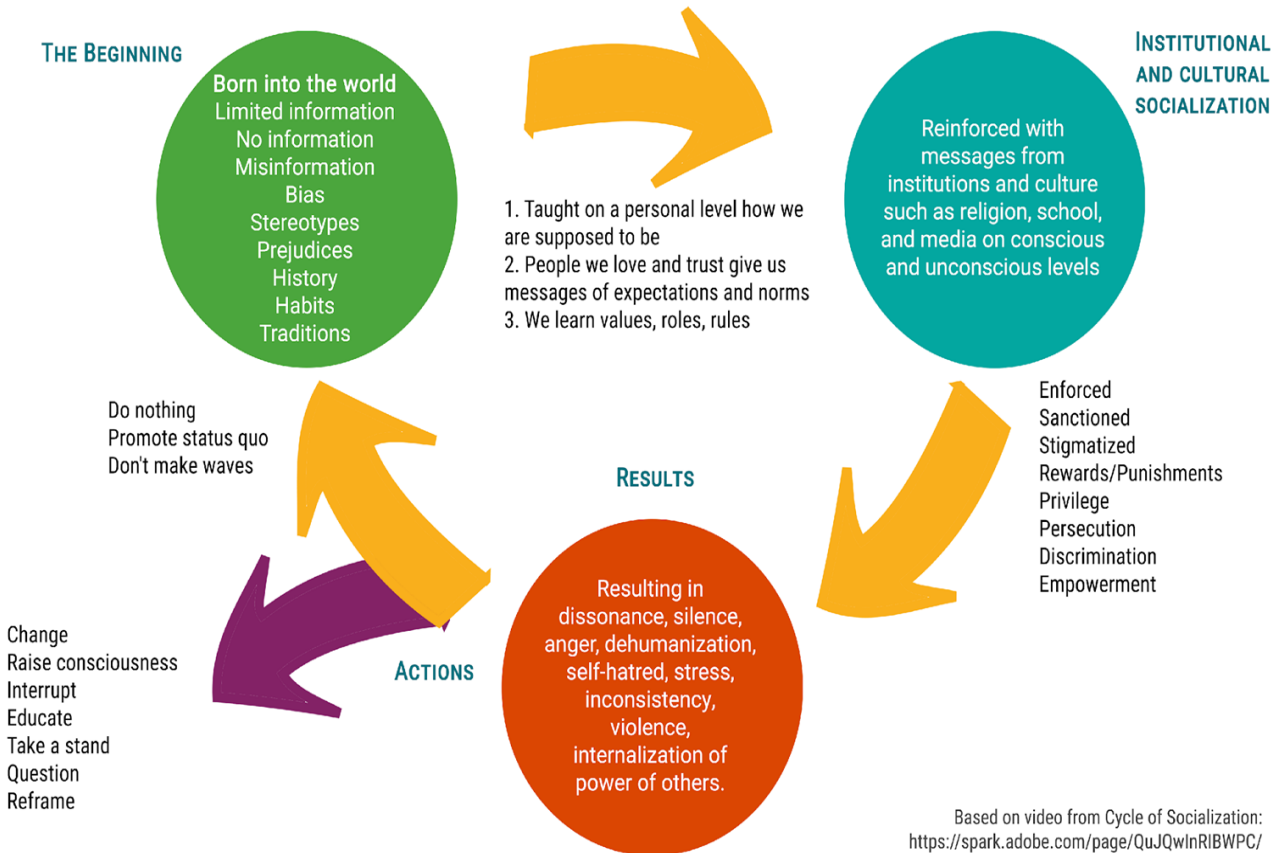 THE BEGINNING
Born into the world
Limited information
No information
Misinformation
Bias
Stereotypes
Prejudices
History
Habits
Traditions
1. Taught on a personal level how we
are supposed to be
2. People we love and trust give us
messages of expectations and norms
3. We learn values, roles, rules
INSTITUTIONAL
AND CULTURAL
SOCIALIZATION
Reinforced with
messages from
institutions and culture
such as religion, school,
and media on conscious
and unconscious levels
Enforced
Sanctioned
Stigmatized
Rewards/Punishments
Privilege
Persecution
Discrimination
Empowerment
RESULTS
Resulting in
dissonance, silence,
anger, dehumanization,
self-hatred, stress,
inconsistency,
violence,
internalization of
power of others.
ACTIONS
Do nothing
Promote status quo
Don't make waves
Change
Raise consciousness
Interrupt
Educate
Take a stand
Question
Reframe
Based on video from Cycle of Socialization:
https://spark.adobe.com/page/QuJQwInRlBWPC/